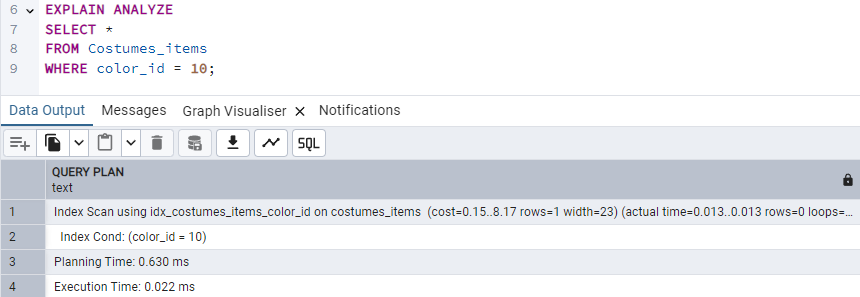 6 EXPLAIN ANALYZE
7 SELECT *
8 FROM Costumes_items
9 WHERE color_id = 10;
Data Output Messages Graph Visualiser × Notifications
SQL
QUERY PLAN
text
1 Index Scan using idx_costumes_items_color_id on costumes_items (cost=0.15..8.17 rows=1 width=23) (actual time=0.013..0.013 rows=0 loops=...
2 Index Cond: (color_id = 10)
3 Planning Time: 0.630 ms
4 Execution Time: 0.022 ms